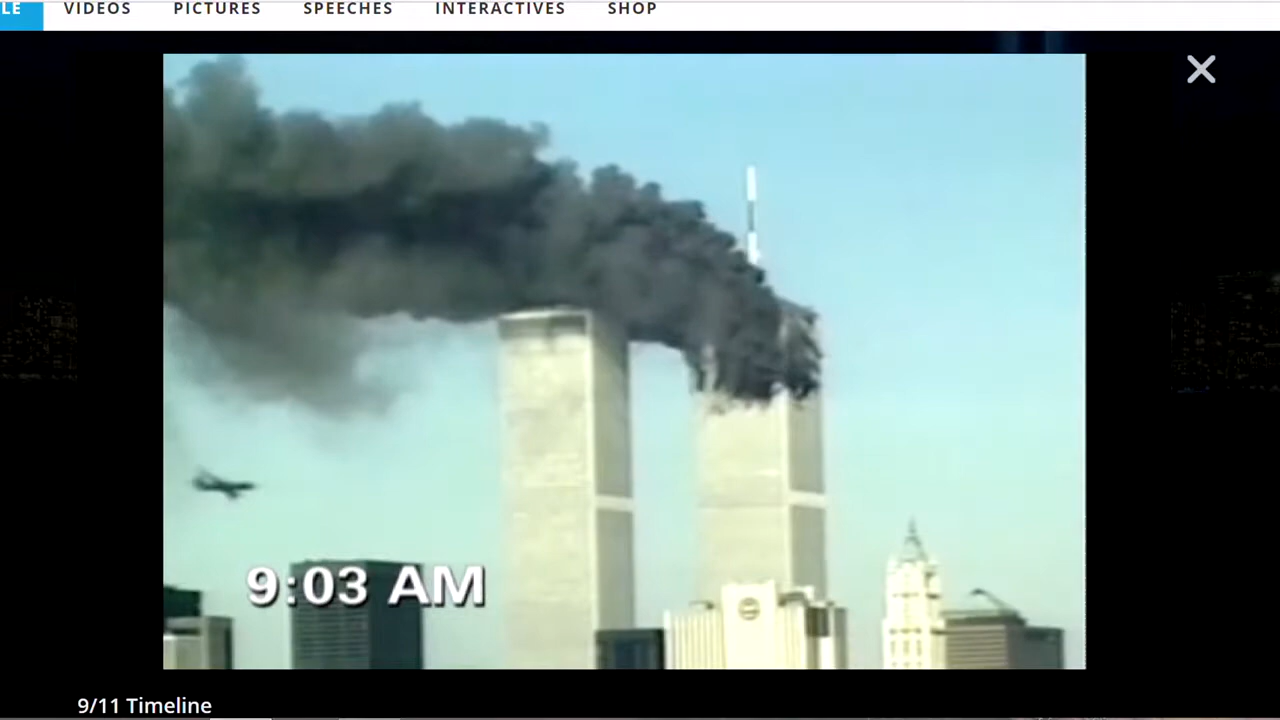 LE VIDEOS PICTURES SPEECHES INTERACTIVES SHOP
9:03 AM
9/11 Timeline